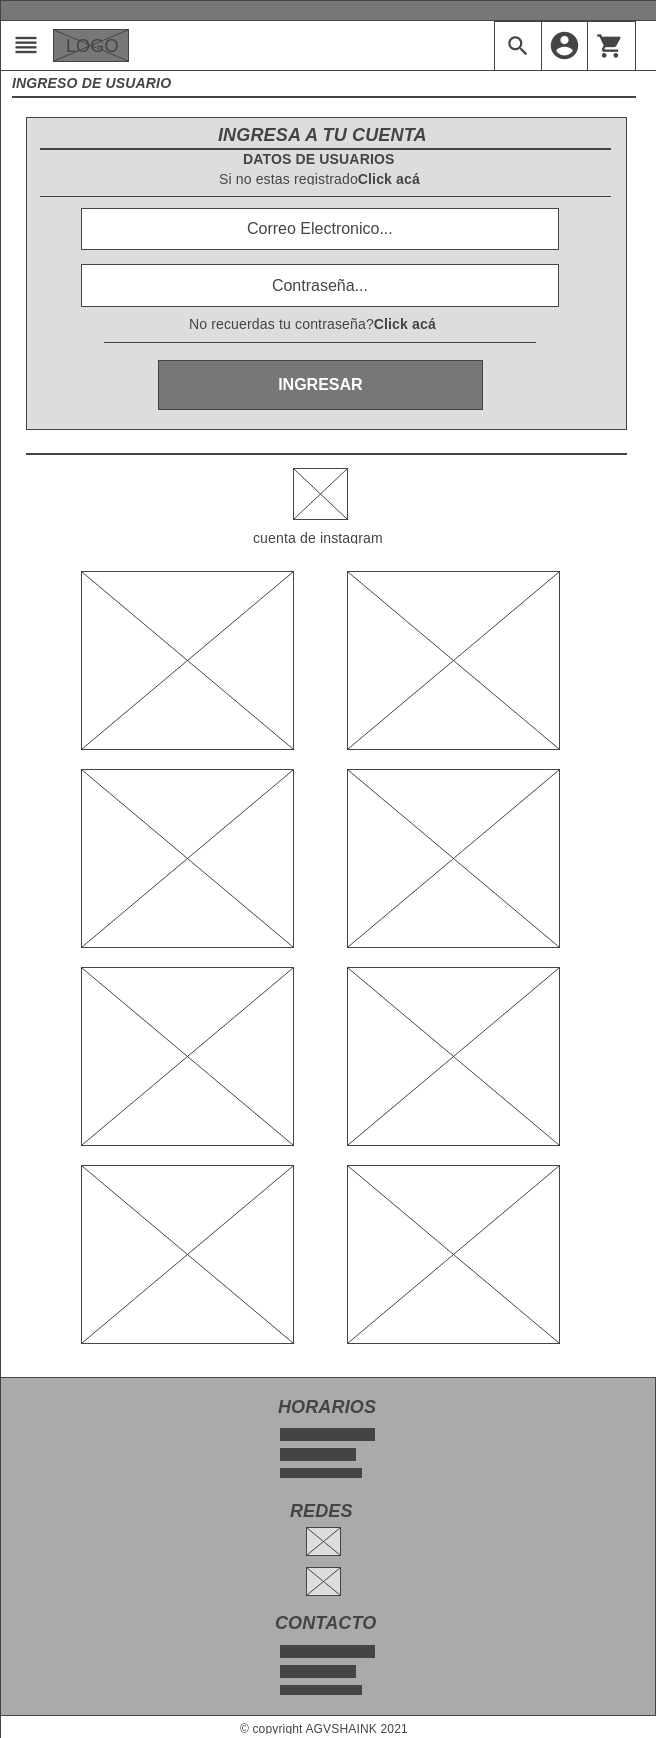 LOGO
INGRESO DE USUARIO
INGRESA A TU CUENTA
DATOS DE USUARIOS
Si no estas registradoClick acá
Correo Electronico...
Contraseña...
No recuerdas tu contraseña?Click acá
INGRESAR
cuenta de instagram
HORARIOS
REDES
CONTACTO
© copyright AGVSHAINK 2021